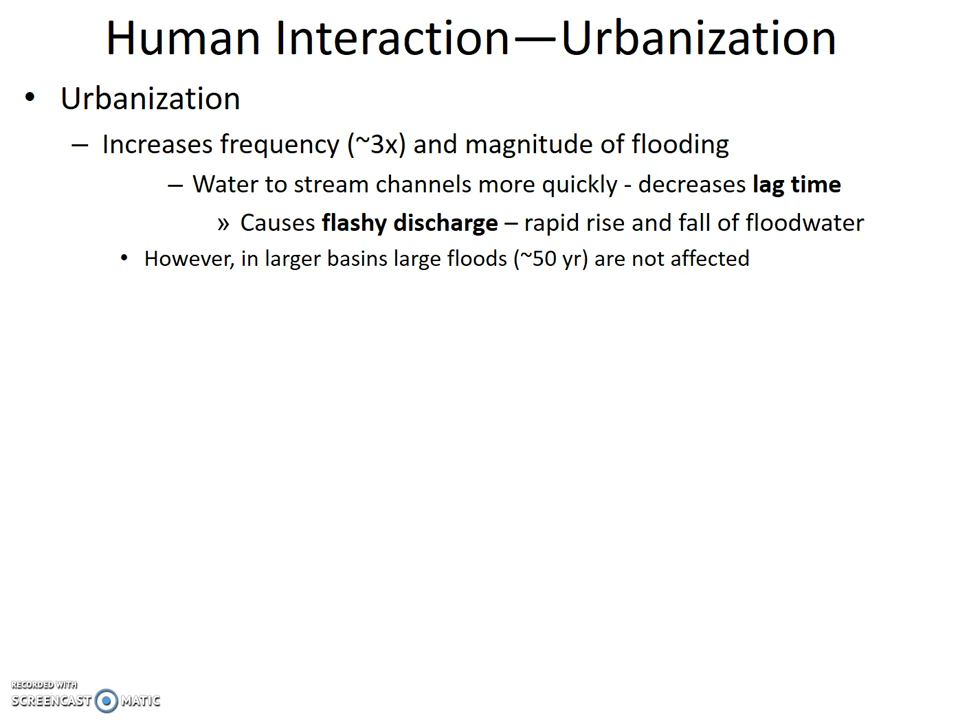 Human Interaction—Urbanization
• Urbanization
– Increases frequency (~3x) and magnitude of flooding
– Water to stream channels more quickly - decreases lag time
» Causes flashy discharge – rapid rise and fall of floodwater
• However, in larger basins large floods (~50 yr) are not affected
RECORDED WITH
SCREENCAST MATIC